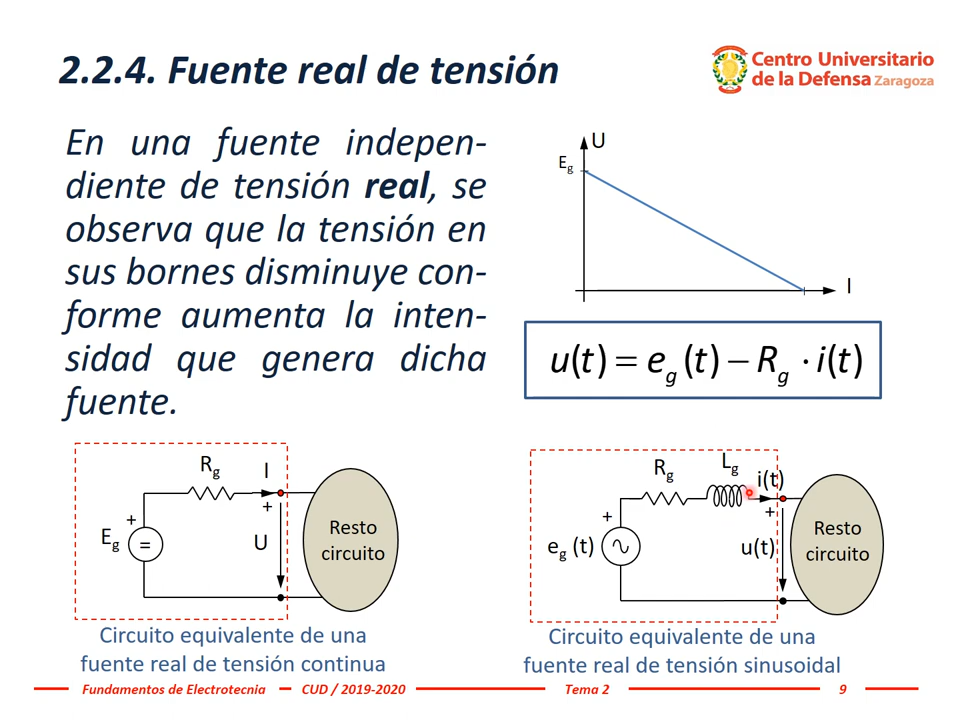 2.2.4. Fuente real de tensión
Centro Universitario
de la Defensa Zaragoza
En una fuente indepen-
diente de tensión real, se
observa que la tensión en
sus bornes disminuye con-
forme aumenta la inten-
sidad que genera dicha
fuente.
U
Eg
I
u(t) = eg (t) − Rg · i(t)
Rg
I
+
+
Eg
=
U
Resto
circuito
Circuito equivalente de una
fuente real de tensión continua
Rg
Lg
i(t)
+
+
eg (t)
u(t)
Resto
circuito
Circuito equivalente de una
fuente real de tensión sinusoidal
Fundamentos de Electrotecnia
CUD / 2019-2020
Tema 2
9